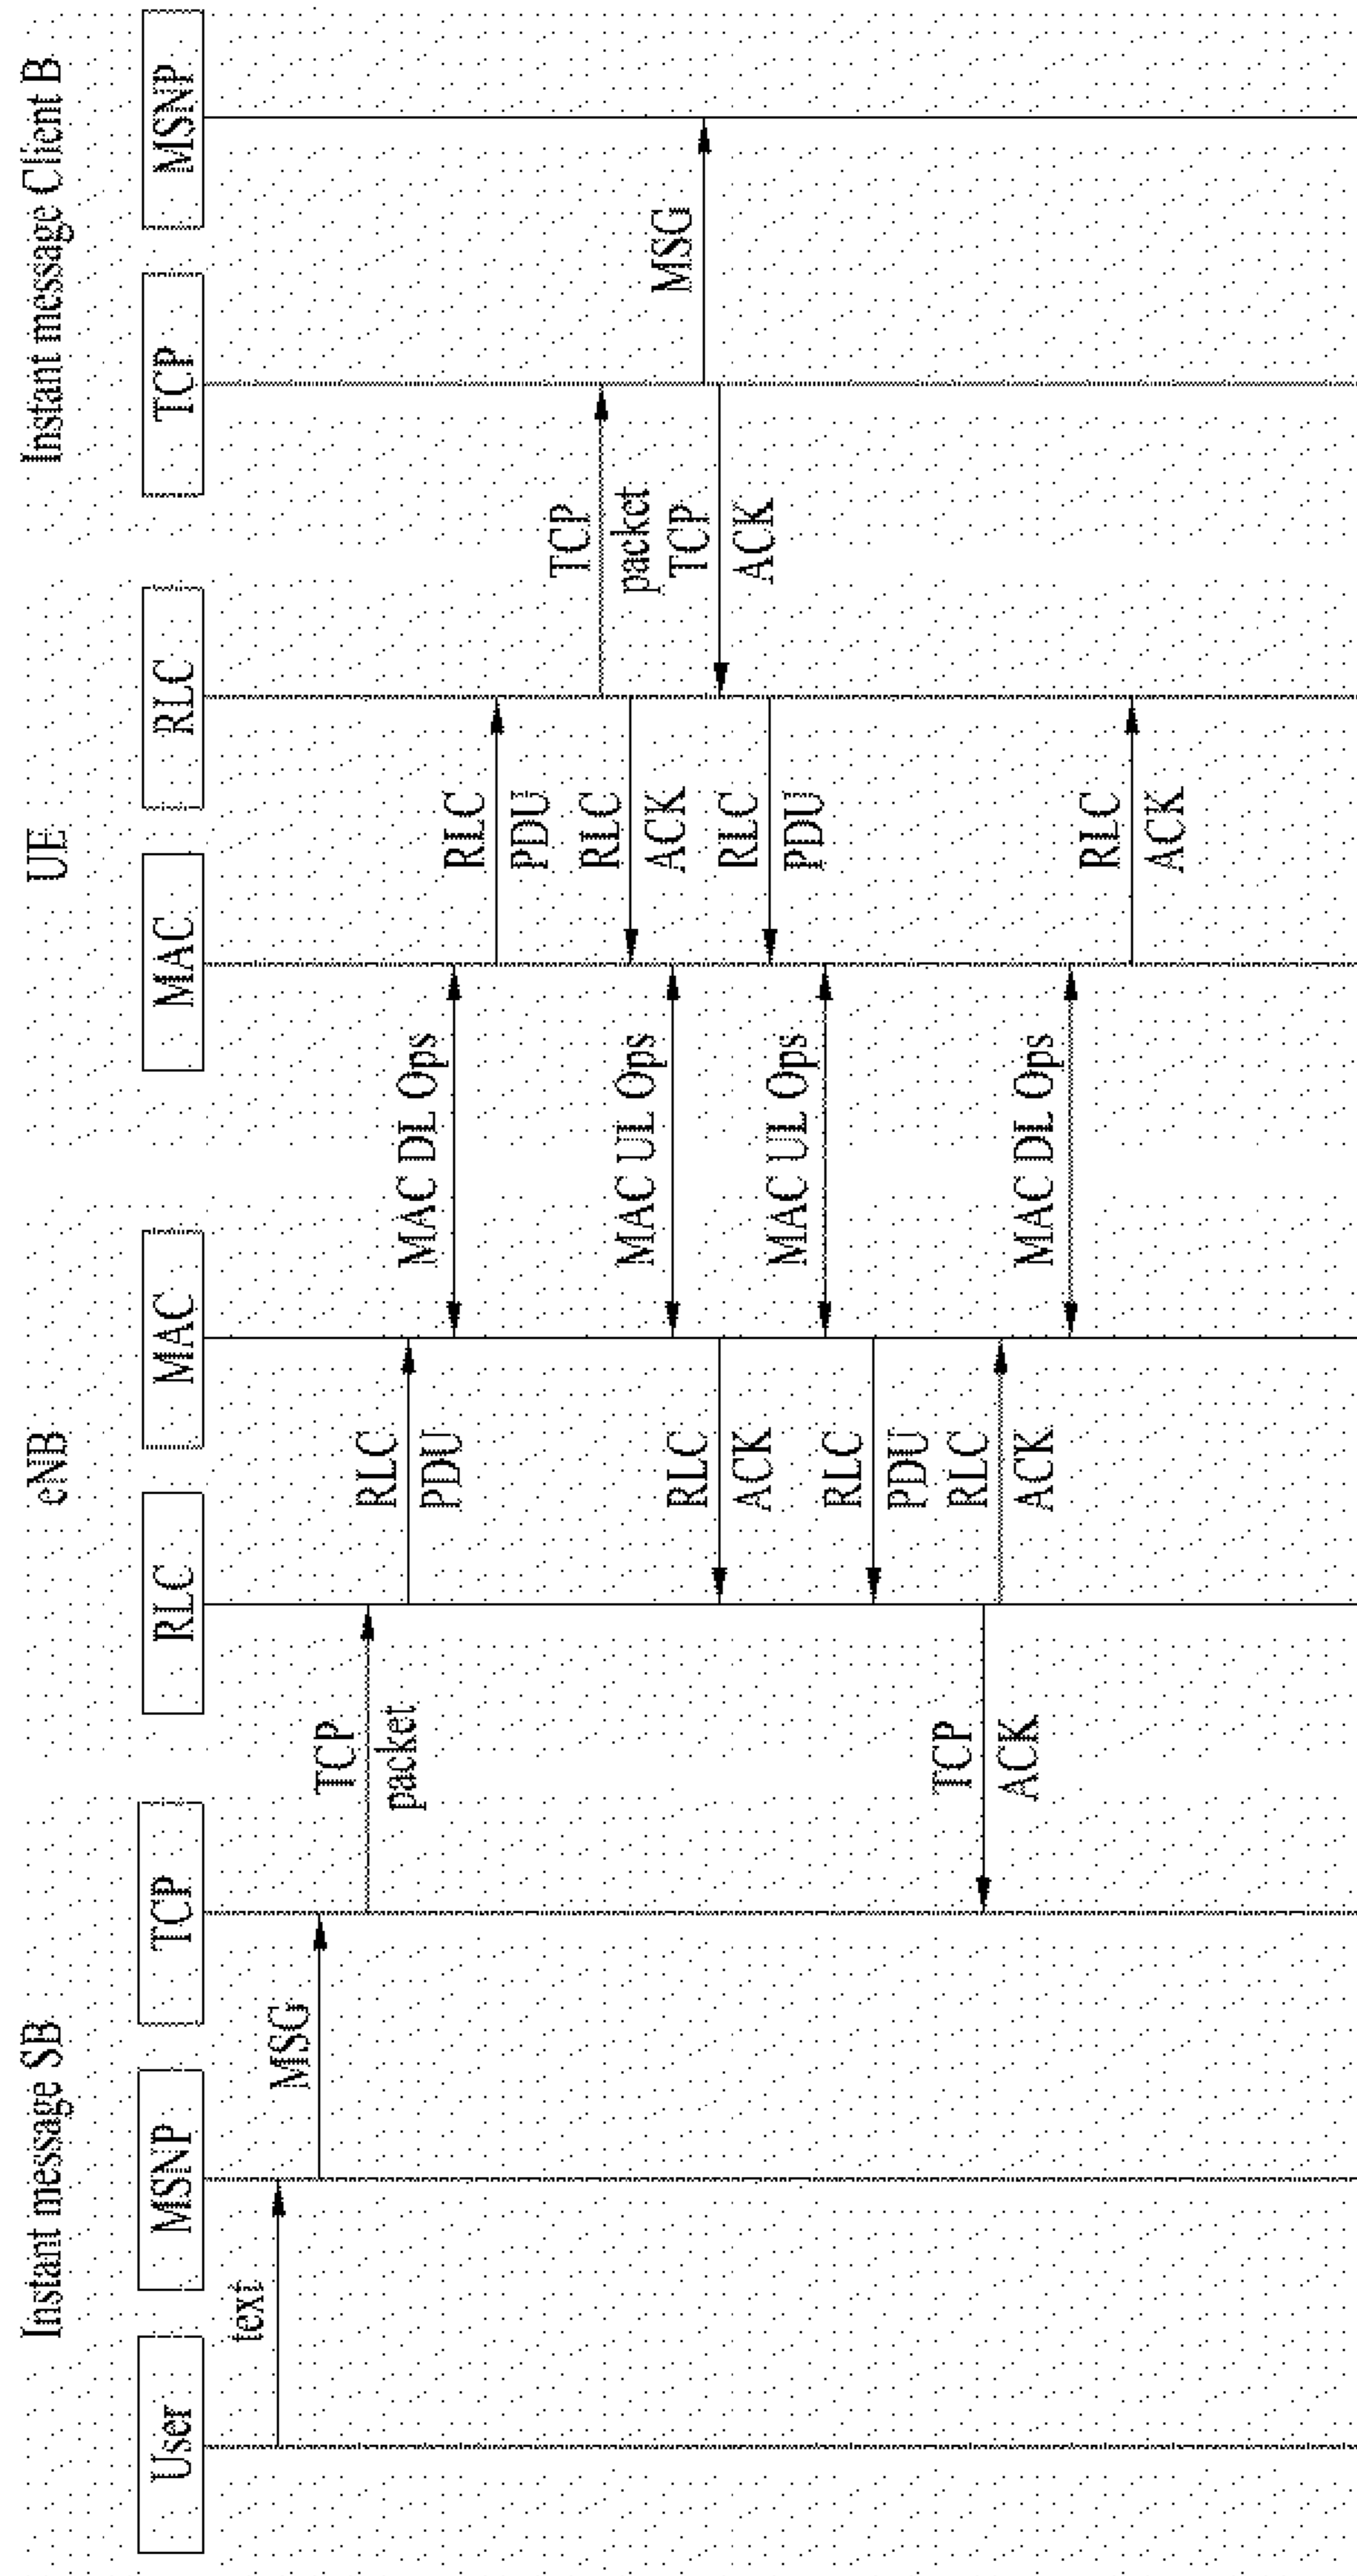 Instant message SB
eNB
UE
Instant message Client B
User
MSNP
TCP
RLC
MAC
MAC
RLC
TCP
MSNP
text
MSG
TCP
packet
RLC
PDU
MAC DL Ops
RLC
PDU
TCP
packet
RLC
ACK
MAC UL Ops
MSG
TCP
ACK
RLC
ACK
RLC
PDU
MAC UL Ops
RLC
PDU
TCP
ACK
RLC
ACK
MAC DL Ops
RLC
ACK